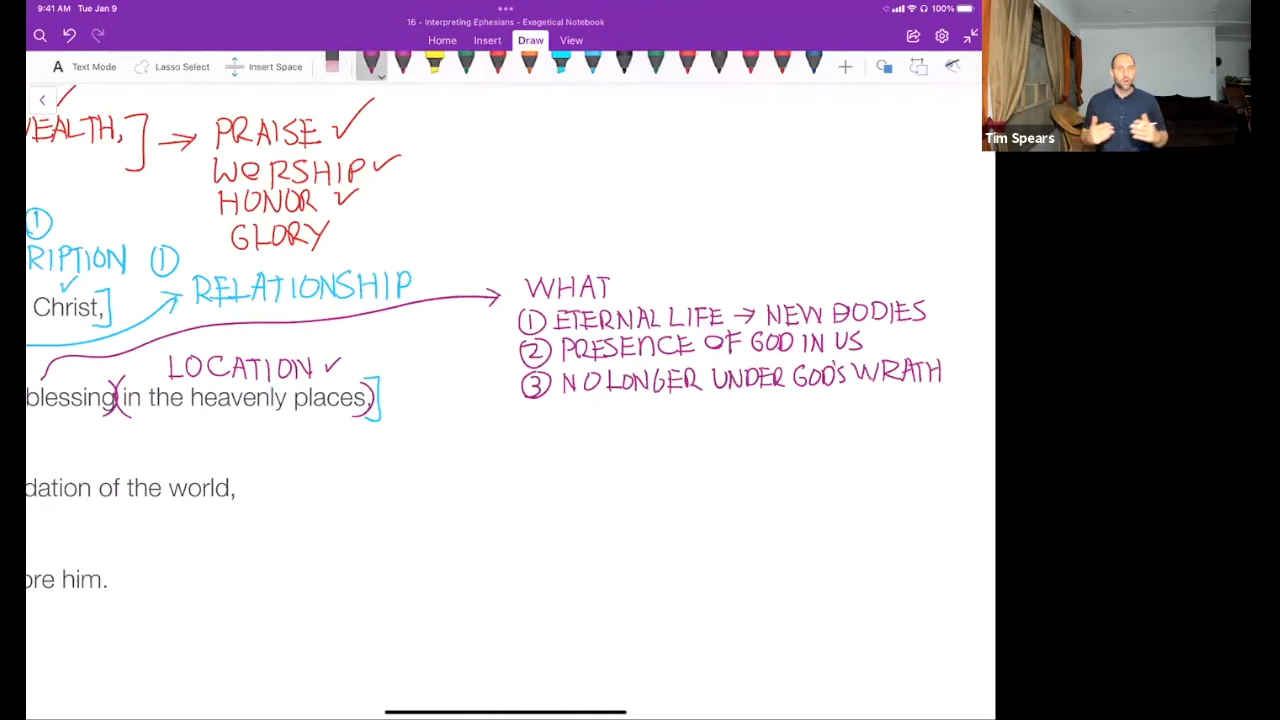 9:41 AM Tue Jan 9
100%
16 - Interpreting Ephesians - Exegetical Notebook
Home Insert Draw View
Text Mode Lasso Select Insert Space
Tim Spears
WEALTH,] → PRAISE ✓
WORSHIP ✓
HONOR ✓
GLORY
①
RIPTION ① RELATIONSHIP
✓
Christ,]
WHAT
① ETERNAL LIFE → NEW BODIES
② PRESENCE OF GOD IN US
③ NO LONGER UNDER GOD'S WRATH
LOCATION ✓
blessing (in the heavenly places,)]
dation of the world,
ore him.